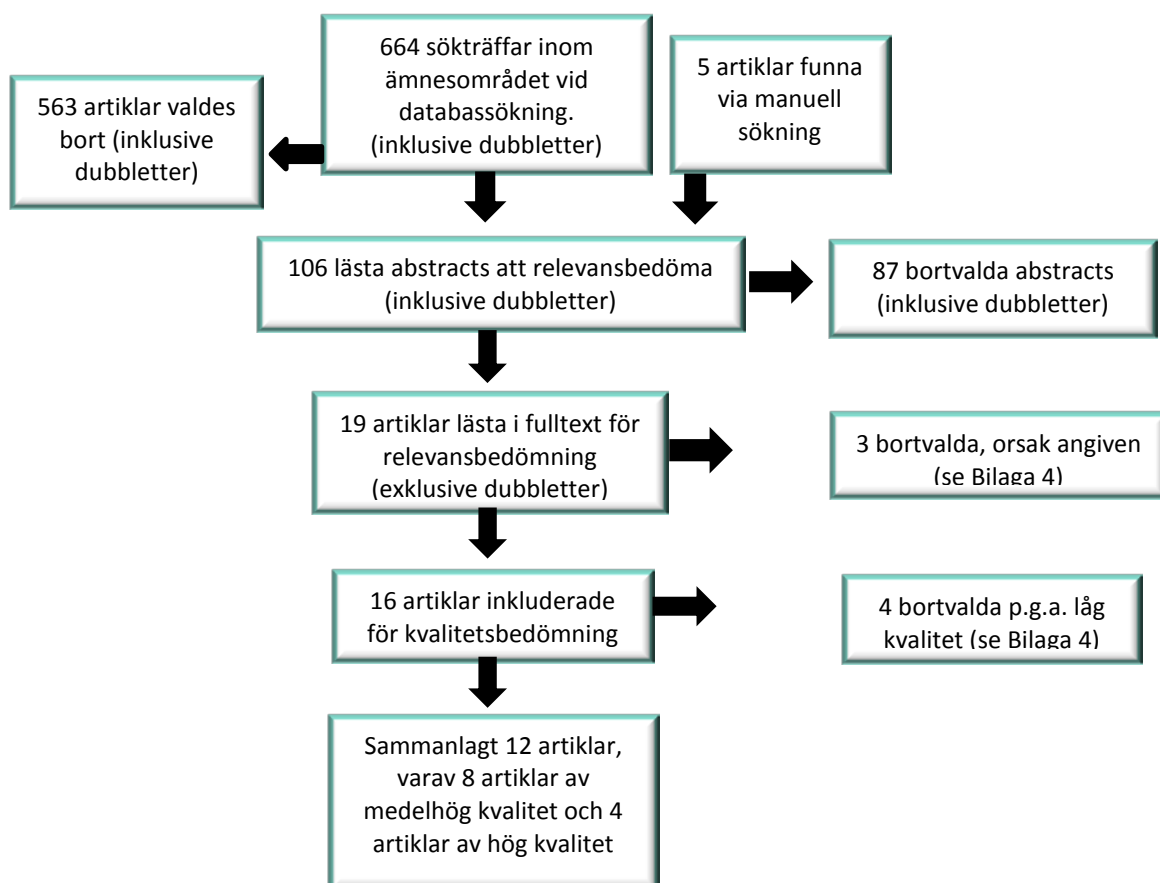 664 sökträffar inom
ämnesområdet vid
databassökning.
(inklusive dubbletter)
5 artiklar funna
via manuell
sökning
563 artiklar valdes
bort (inklusive
dubbletter)
106 lästa abstracts att relevansbedöma
(inklusive dubbletter)
87 bortvalda abstracts
(inklusive dubbletter)
19 artiklar lästa i fulltext för
relevansbedömning
(exklusive dubbletter)
3 bortvalda, orsak angiven
(se Bilaga 4)
16 artiklar inkluderade
för kvalitetsbedömning
4 bortvalda p.g.a. låg
kvalitet (se Bilaga 4)
Sammanlagt 12 artiklar,
varav 8 artiklar av
medelhög kvalitet och 4
artiklar av hög kvalitet